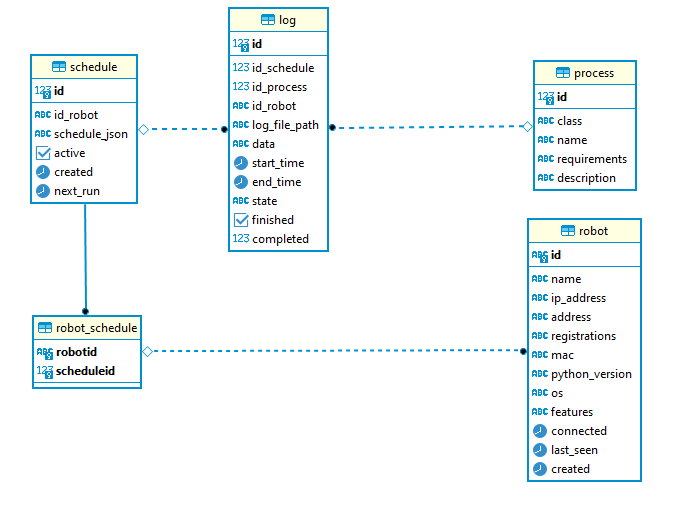 schedule
123 id
ABC id_robot
ABC schedule_json
active
created
next_run
log
123 id
123 id_schedule
123 id_process
ABC id_robot
ABC log_file_path
ABC data
start_time
end_time
ABC state
finished
123 completed
process
123 id
ABC class
ABC name
ABC requirements
ABC description
robot_schedule
ABC robotid
123 scheduleid
robot
ABC id
ABC name
ABC ip_address
ABC address
ABC registrations
ABC mac
ABC python_version
ABC os
ABC features
connected
last_seen
created